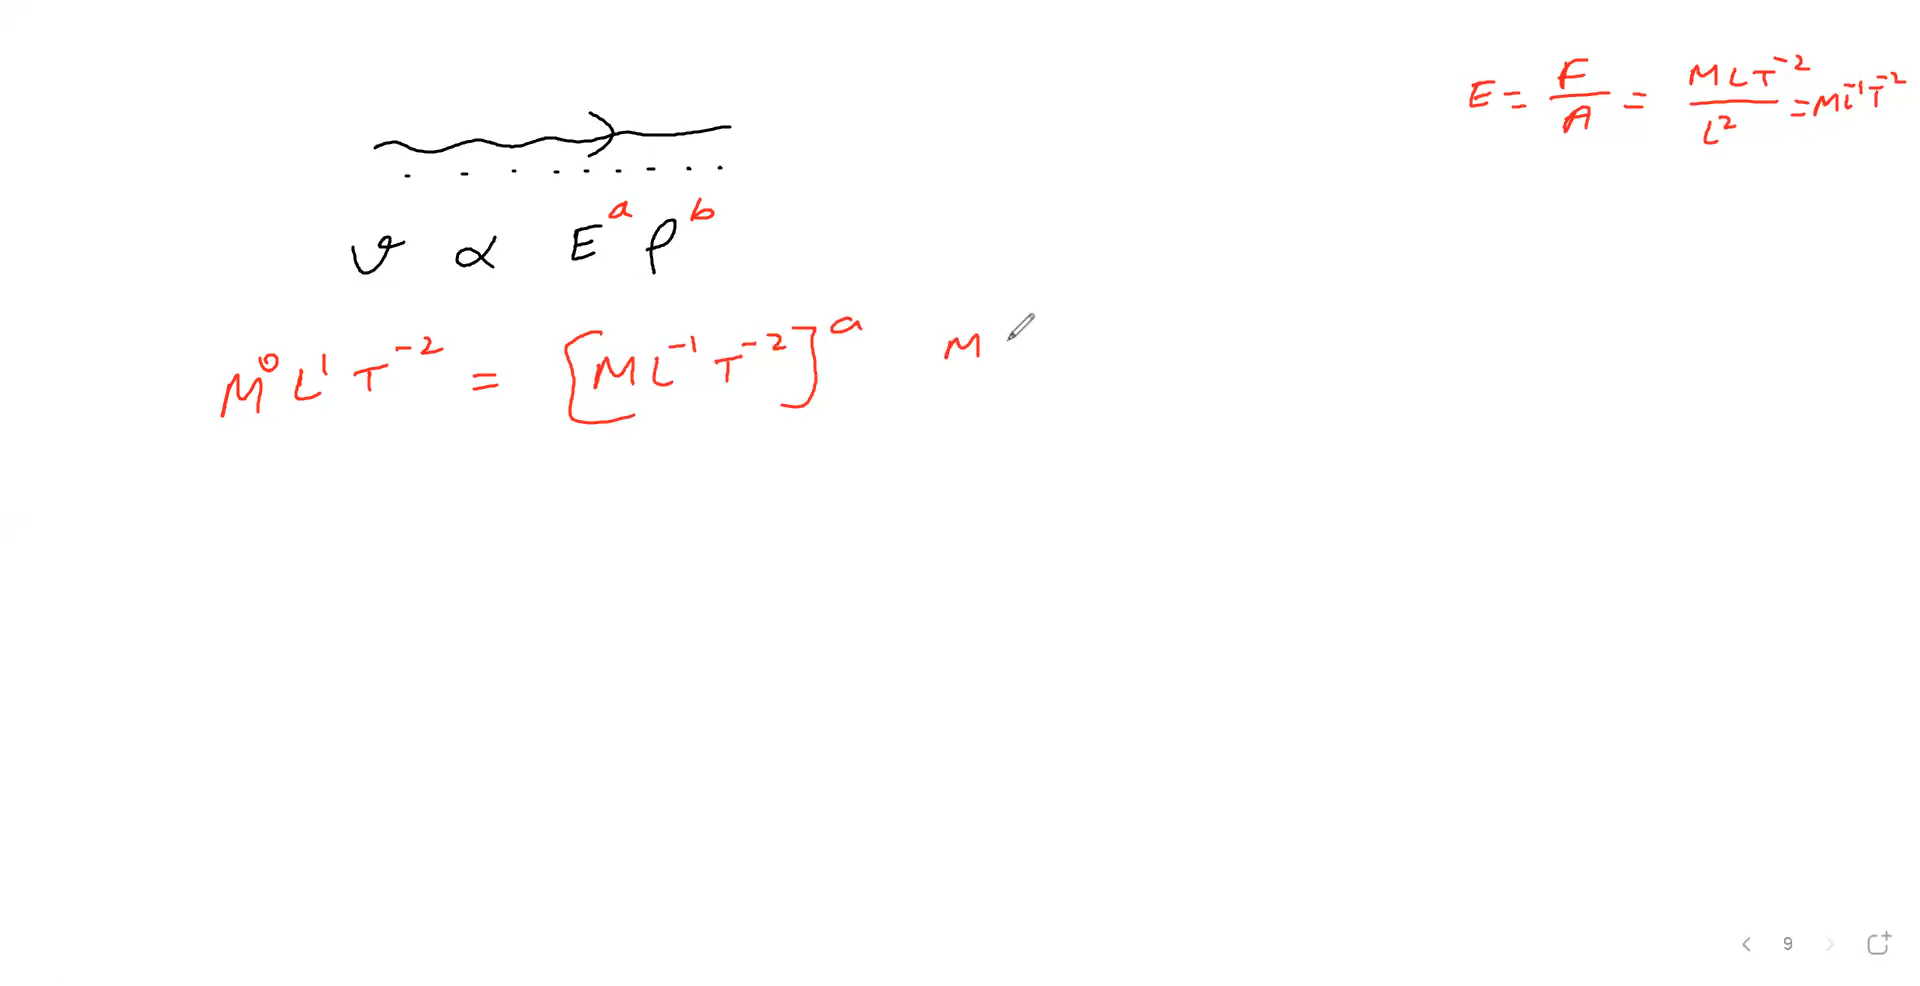 E = F/A = MLT⁻²/L² = ML⁻¹T⁻²
v ∝ E^a ρ^b
M⁰L¹T⁻² = [ML⁻¹T⁻²]^a M
< 9 >